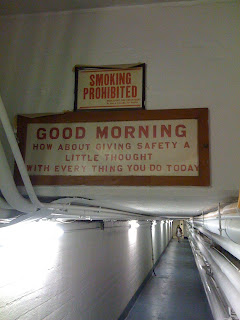 SMOKING
PROHIBITED
GOOD MORNING
HOW ABOUT GIVING SAFETY A
LITTLE THOUGHT
WITH EVERY THING YOU DO TODAY